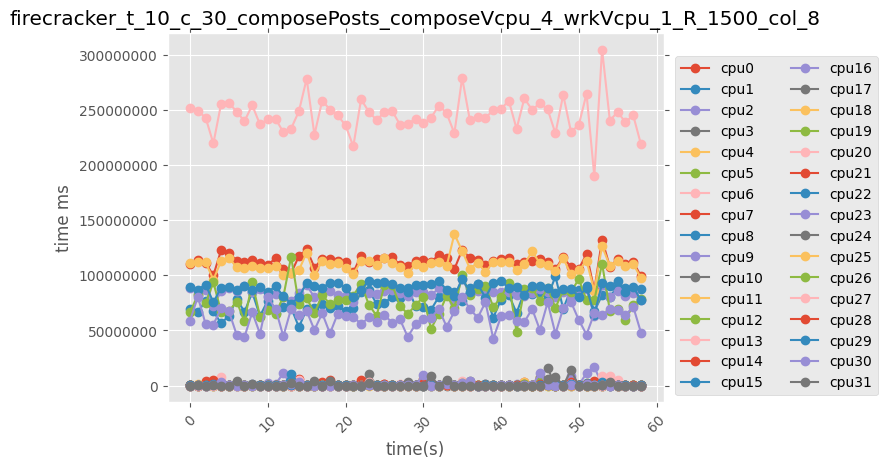 firecracker_t_10_c_30_composePosts_composeVcpu_4_wrkVcpu_1_R_1500_col_8
300000000
250000000
200000000
150000000
100000000
50000000
0
time ms
0
10
20
30
40
50
60
time(s)
cpu0
cpu1
cpu2
cpu3
cpu4
cpu5
cpu6
cpu7
cpu8
cpu9
cpu10
cpu11
cpu12
cpu13
cpu14
cpu15
cpu16
cpu17
cpu18
cpu19
cpu20
cpu21
cpu22
cpu23
cpu24
cpu25
cpu26
cpu27
cpu28
cpu29
cpu30
cpu31